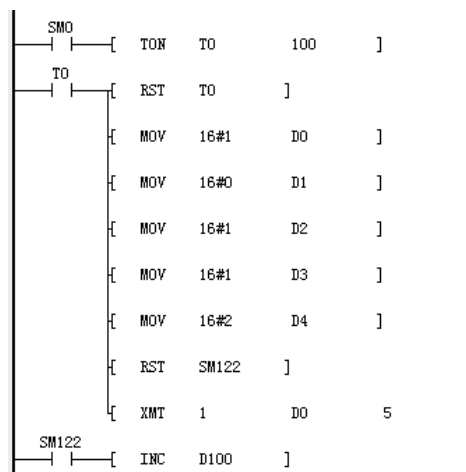 SM0
[ TON T0 100 ]
T0
[ RST T0 ]
[ MOV 16#1 D0 ]
[ MOV 16#0 D1 ]
[ MOV 16#1 D2 ]
[ MOV 16#1 D3 ]
[ MOV 16#2 D4 ]
[ RST SM122 ]
[ XMT 1 D0 5
SM122
[ INC D100 ]